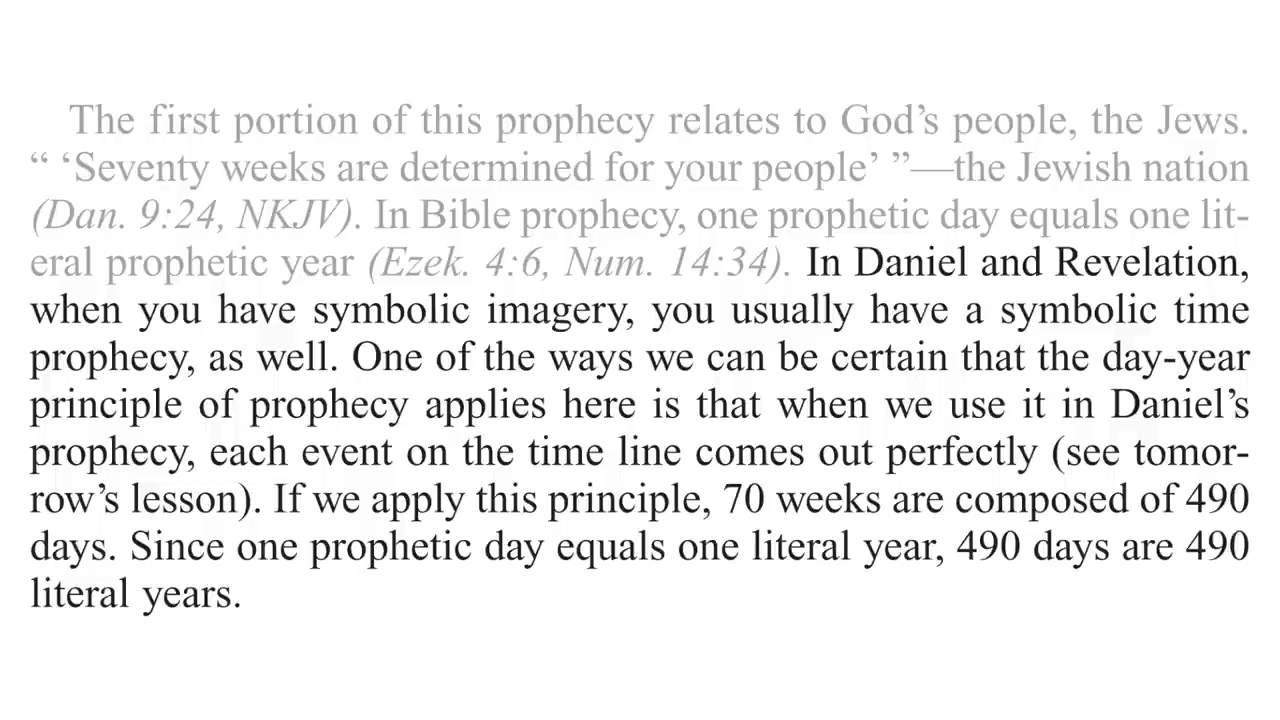 The first portion of this prophecy relates to God’s people, the Jews.
“ ‘Seventy weeks are determined for your people’ ”—the Jewish nation
(Dan. 9:24, NKJV). In Bible prophecy, one prophetic day equals one lit-
eral prophetic year (Ezek. 4:6, Num. 14:34). In Daniel and Revelation,
when you have symbolic imagery, you usually have a symbolic time
prophecy, as well. One of the ways we can be certain that the day-year
principle of prophecy applies here is that when we use it in Daniel’s
prophecy, each event on the time line comes out perfectly (see tomor-
row’s lesson). If we apply this principle, 70 weeks are composed of 490
days. Since one prophetic day equals one literal year, 490 days are 490
literal years.